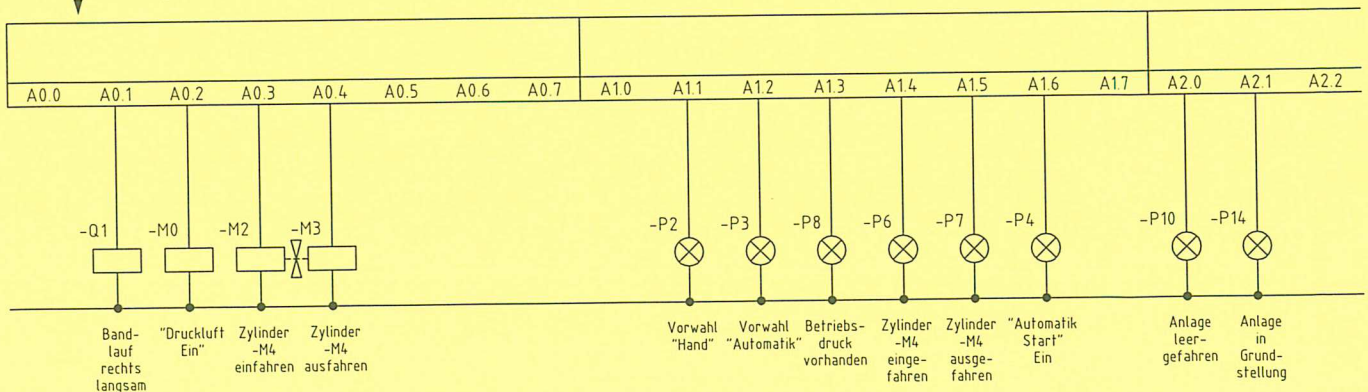 A0.0 A0.1 A0.2 A0.3 A0.4 A0.5 A0.6 A0.7 A1.0 A1.1 A1.2 A1.3 A1.4 A1.5 A1.6 A1.7 A2.0 A2.1 A2.2
-Q1 -M0 -M2 -M3 -P2 -P3 -P8 -P6 -P7 -P4 -P10 -P14
Band-
lauf
rechts
langsam
"Druckluft
Ein"
Zylinder
-M4
einfahren
Zylinder
-M4
ausfahren
Vorwahl
"Hand"
Vorwahl
"Automatik"
Betriebs-
druck
vorhanden
Zylinder
-M4
einge-
fahren
Zylinder
-M4
ausge-
fahren
"Automatik
Start"
Ein
Anlage
leer-
gefahren
Anlage
in
Grund-
stellung